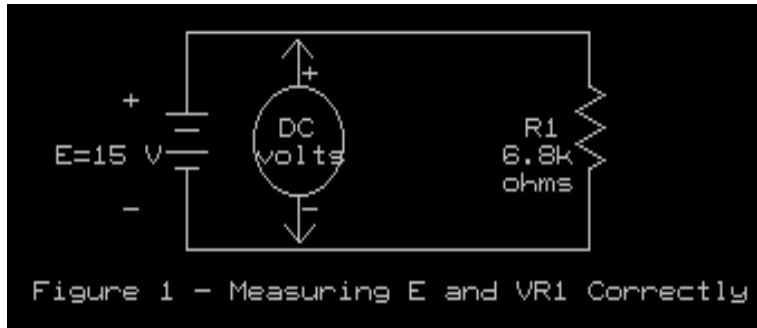 +
+
DC
volts
E=15 V
R1
6.8k
ohms
-
-
Figure 1 - Measuring E and VR1 Correctly